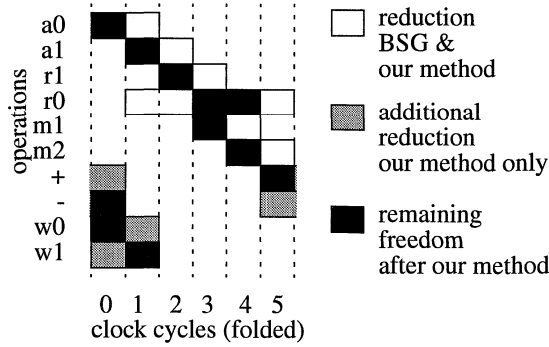 operations
a0
a1
r1
r0
m1
m2
+
-
w0
w1
0 1 2 3 4 5
clock cycles (folded)
reduction
BSG &
our method
additional
reduction
our method only
remaining
freedom
after our method